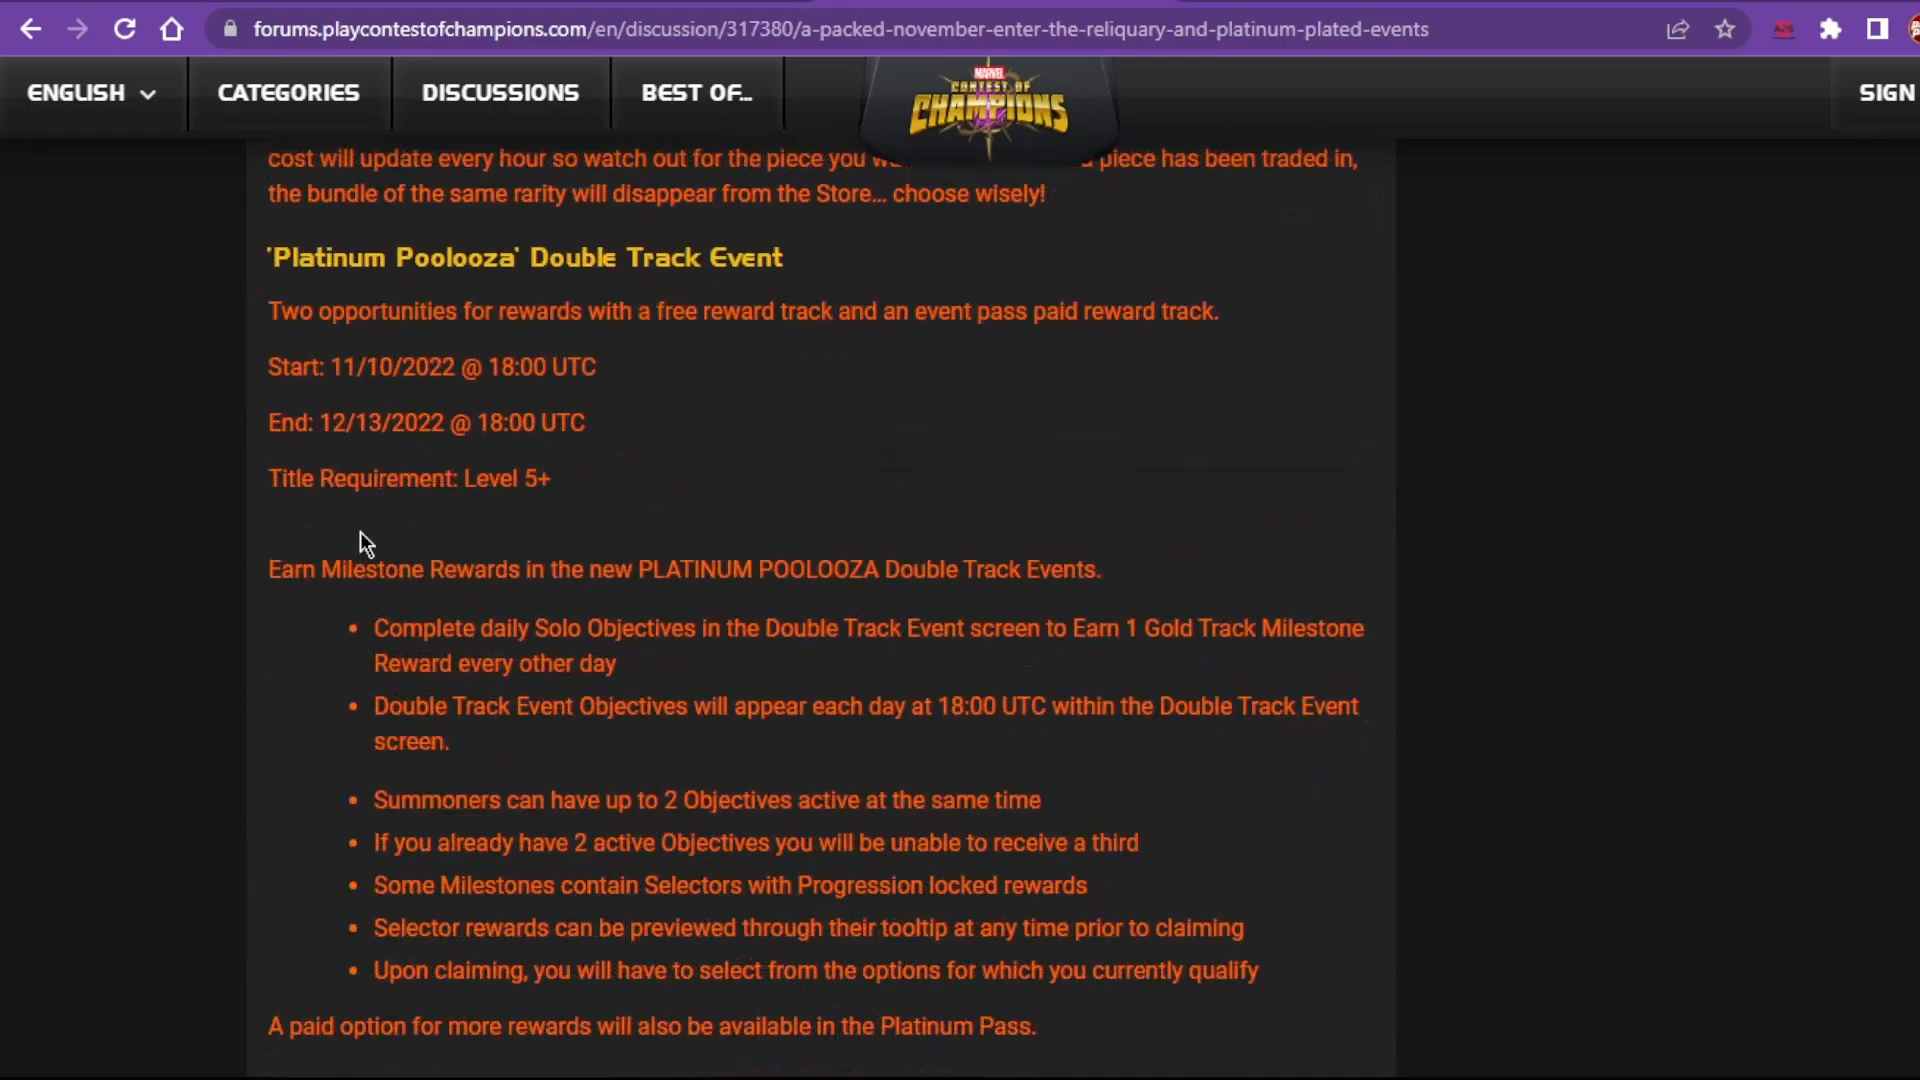 forums.playcontestofchampions.com/en/discussion/317380/a-packed-november-enter-the-reliquary-and-platinum-plated-events
ENGLISH CATEGORIES DISCUSSIONS BEST OF... MARVEL CONTEST OF CHAMPIONS SIGN
cost will update every hour so watch out for the piece you piece has been traded in,
the bundle of the same rarity will disappear from the Store... choose wisely!
'Platinum Poolooza' Double Track Event
Two opportunities for rewards with a free reward track and an event pass paid reward track.
Start: 11/10/2022 @ 18:00 UTC
End: 12/13/2022 @ 18:00 UTC
Title Requirement: Level 5+
Earn Milestone Rewards in the new PLATINUM POOLOOZA Double Track Events.
• Complete daily Solo Objectives in the Double Track Event screen to Earn 1 Gold Track Milestone
Reward every other day
• Double Track Event Objectives will appear each day at 18:00 UTC within the Double Track Event
screen.
• Summoners can have up to 2 Objectives active at the same time
• If you already have 2 active Objectives you will be unable to receive a third
• Some Milestones contain Selectors with Progression locked rewards
• Selector rewards can be previewed through their tooltip at any time prior to claiming
• Upon claiming, you will have to select from the options for which you currently qualify
A paid option for more rewards will also be available in the Platinum Pass.